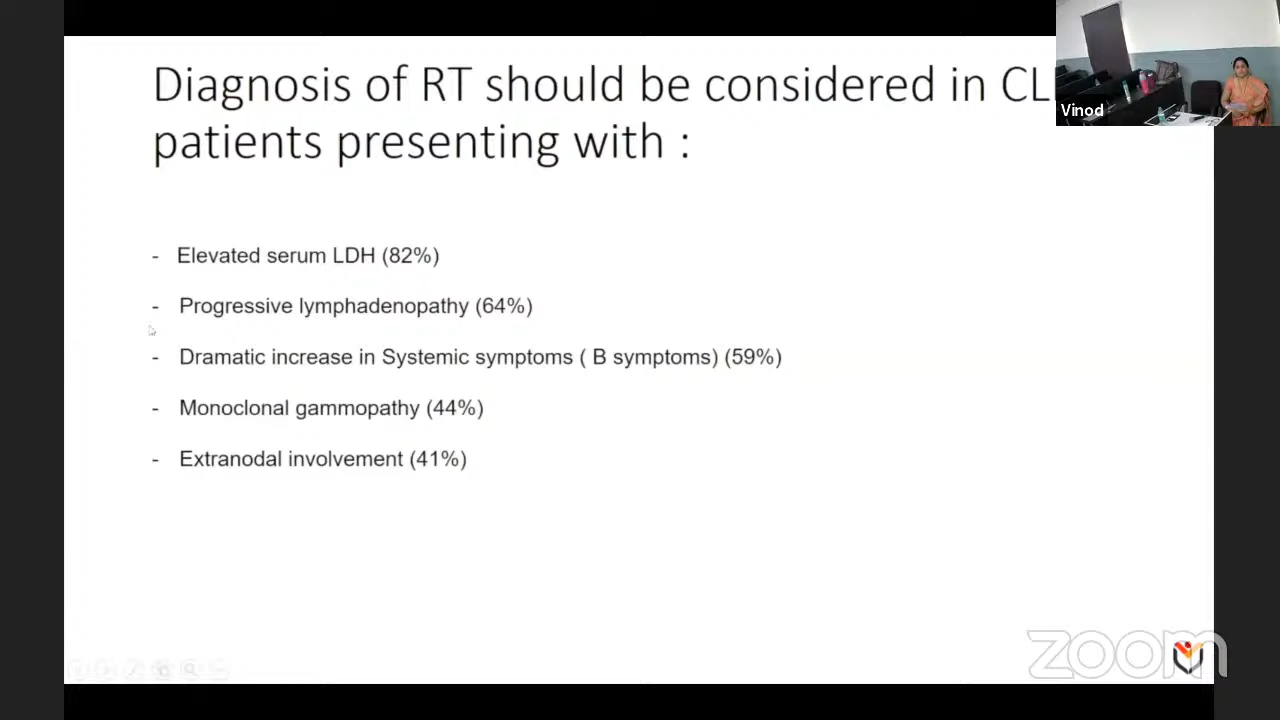 Diagnosis of RT should be considered in CL
patients presenting with :
Vinod
- Elevated serum LDH (82%)
- Progressive lymphadenopathy (64%)
- Dramatic increase in Systemic symptoms ( B symptoms) (59%)
- Monoclonal gammopathy (44%)
- Extranodal involvement (41%)
zoom